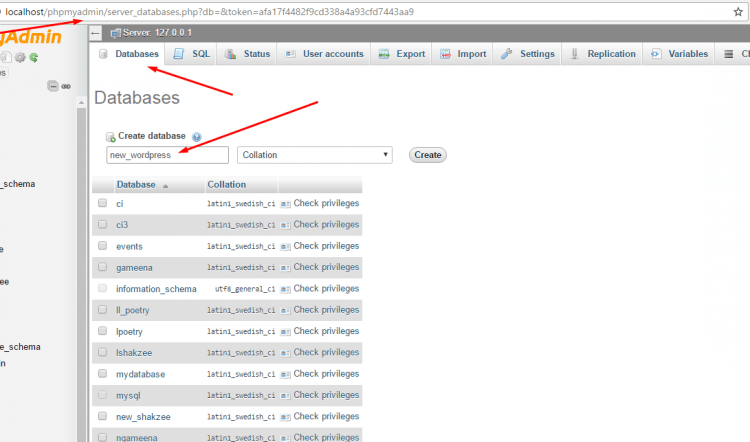 localhost/phpmyadmin/server_databases.php?db=&token=afa17f4482f9cd338a4a93cfd7443aa9
Server: 127.0.0.1
Admin
Databases SQL Status User accounts Export Import Settings Replication Variables
Databases
Create database
new_wordpress Collation Create
Database Collation
ci latin1_swedish_ci Check privileges
_schema
ci3 latin1_swedish_ci Check privileges
events latin1_swedish_ci Check privileges
gameena latin1_swedish_ci Check privileges
information_schema utf8_general_ci Check privileges
ll_poetry latin1_swedish_ci Check privileges
lpoetry latin1_swedish_ci Check privileges
lshakzee latin1_swedish_ci Check privileges
e_schema
mydatabase latin1_swedish_ci Check privileges
mysql latin1_swedish_ci Check privileges
new_shakzee latin1_swedish_ci Check privileges
ngameena latin1_swedish_ci Check privileges